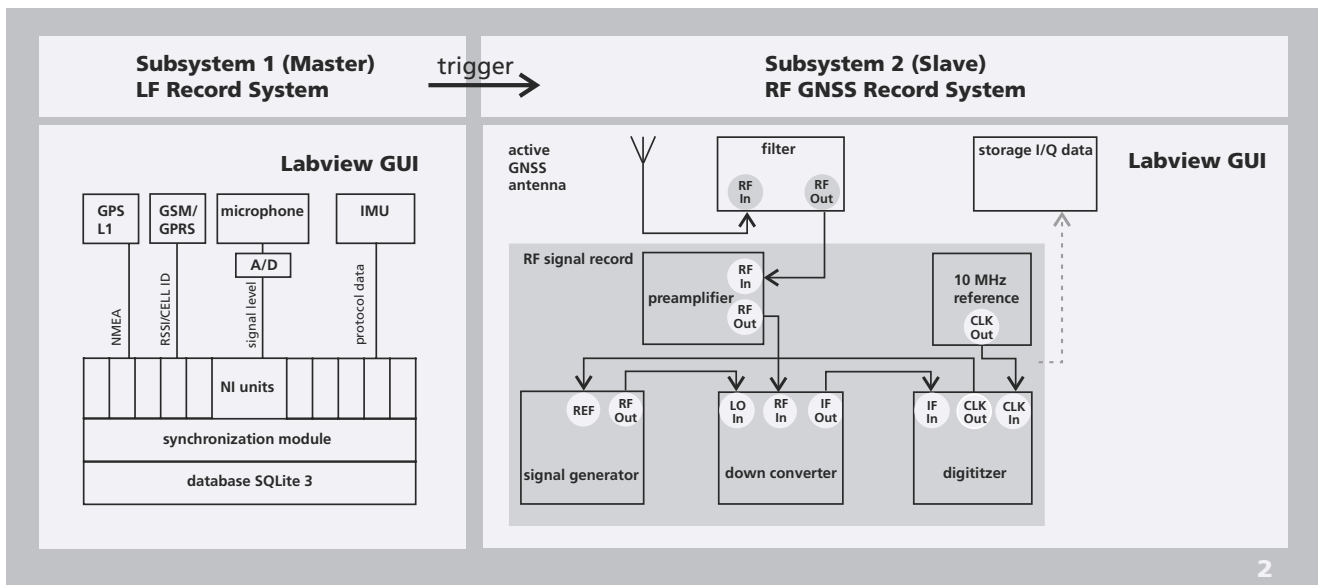 Subsystem 1 (Master)
LF Record System
trigger
Subsystem 2 (Slave)
RF GNSS Record System
Labview GUI
GPS
L1
GSM/
GPRS
microphone
IMU
A/D
NMEA
RSSI/CELL ID
signal level
protocol data
NI units
synchronization module
database SQLite 3
active
GNSS
antenna
filter
RF
In
RF
Out
storage I/Q data
Labview GUI
RF signal record
preamplifier
RF
In
RF
Out
10 MHz
reference
CLK
Out
REF
RF
Out
signal generator
LO
In
RF
In
IF
Out
down converter
IF
In
CLK
Out
CLK
In
digititzer
2